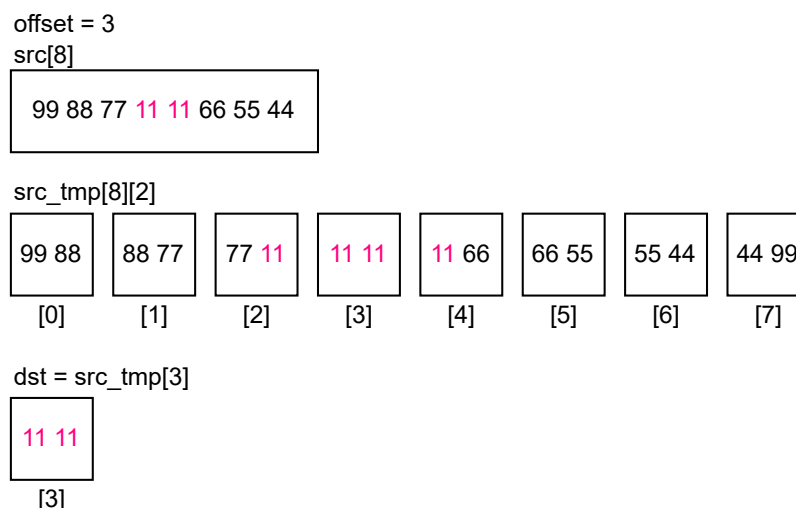 offset = 3
src[8]
99 88 77 11 11 66 55 44
src_tmp[8][2]
99 88 88 77 77 11 11 11 11 66 66 55 55 44 44 99
[0] [1] [2] [3] [4] [5] [6] [7]
dst = src_tmp[3]
11 11
[3]